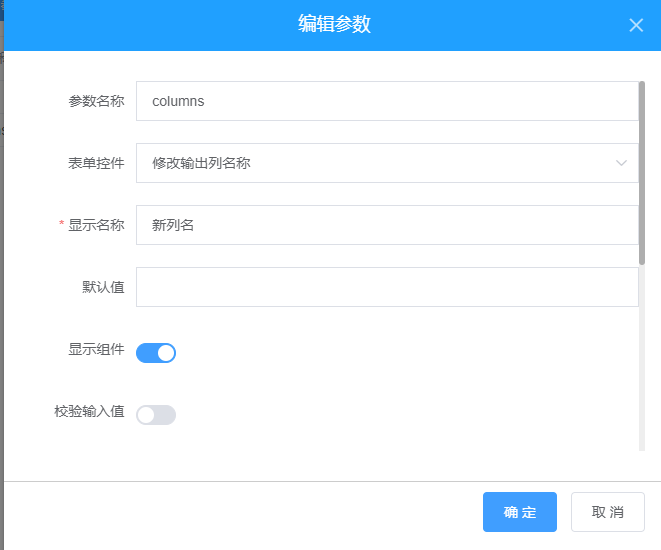 编辑参数
参数名称 columns
表单控件 修改输出列名称
* 显示名称 新列名
默认值
显示组件
校验输入值
确 定 取 消